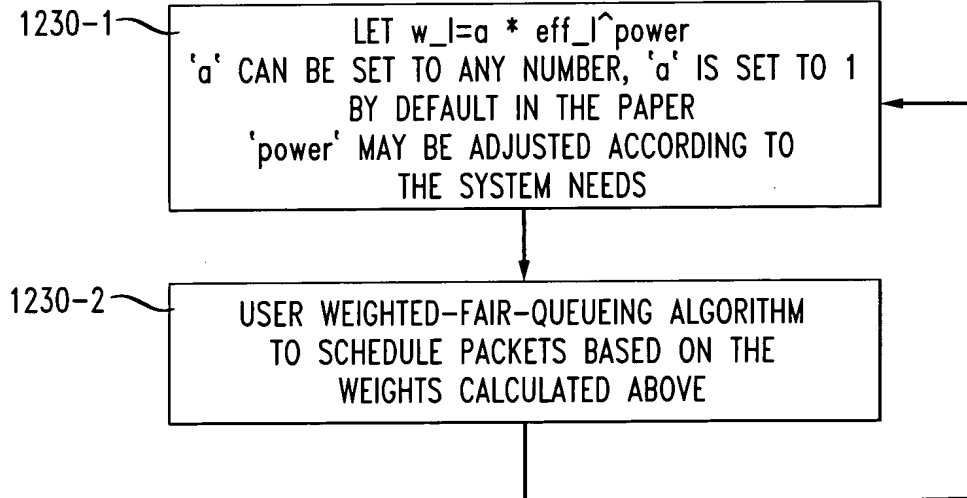 1230-1
LET w_l=a * eff_l^power
'a' CAN BE SET TO ANY NUMBER, 'a' IS SET TO 1
BY DEFAULT IN THE PAPER
'power' MAY BE ADJUSTED ACCORDING TO
THE SYSTEM NEEDS
1230-2
USER WEIGHTED-FAIR-QUEUEING ALGORITHM
TO SCHEDULE PACKETS BASED ON THE
WEIGHTS CALCULATED ABOVE